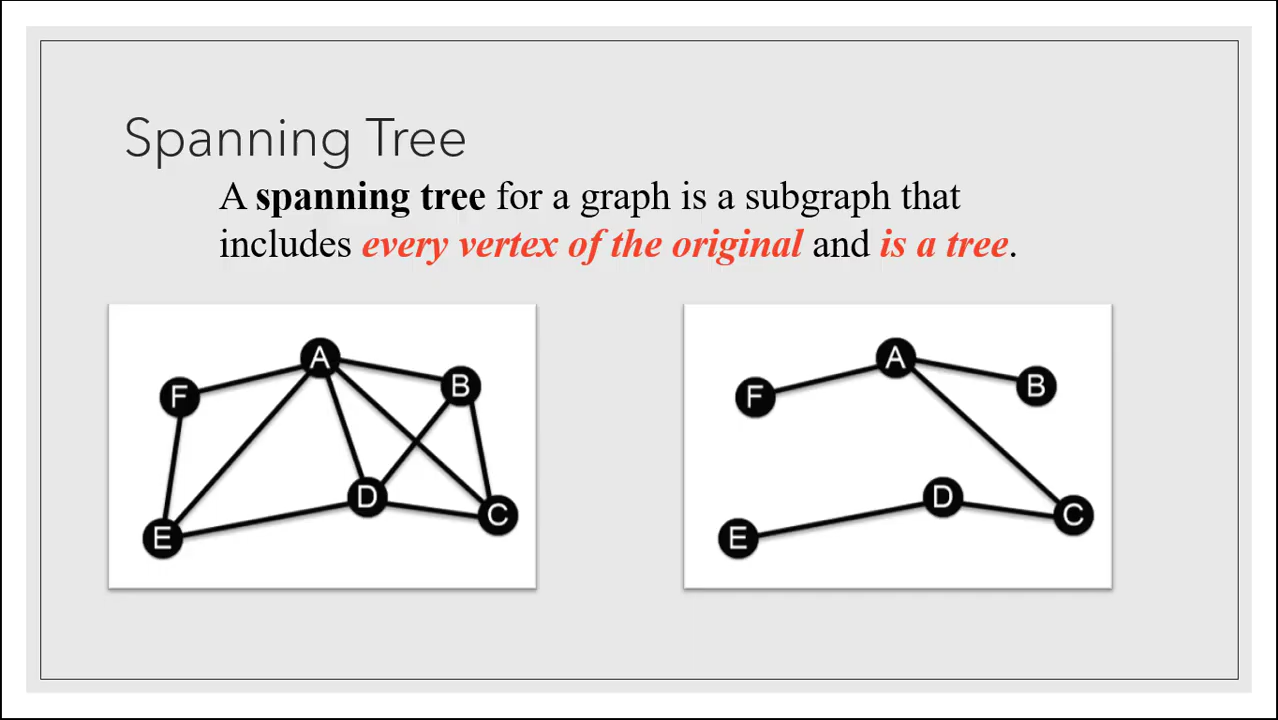 Spanning Tree
A spanning tree for a graph is a subgraph that
includes every vertex of the original and is a tree.
A
B
F
D
C
E
A
B
F
D
C
E